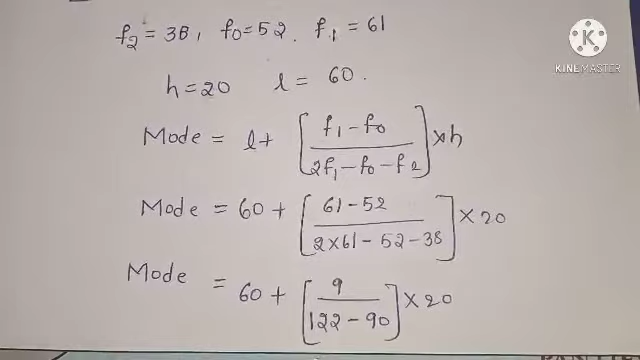 f₂ = 38, f₀ = 52. f₁ = 61
KINEMASTER
h = 20 l = 60.
Mode = l + [f₁ - f₀ / 2f₁ - f₀ - f₂] × h
Mode = 60 + [61 - 52 / 2×61 - 52 - 38] × 20
Mode = 60 + [9 / 122 - 90] × 20